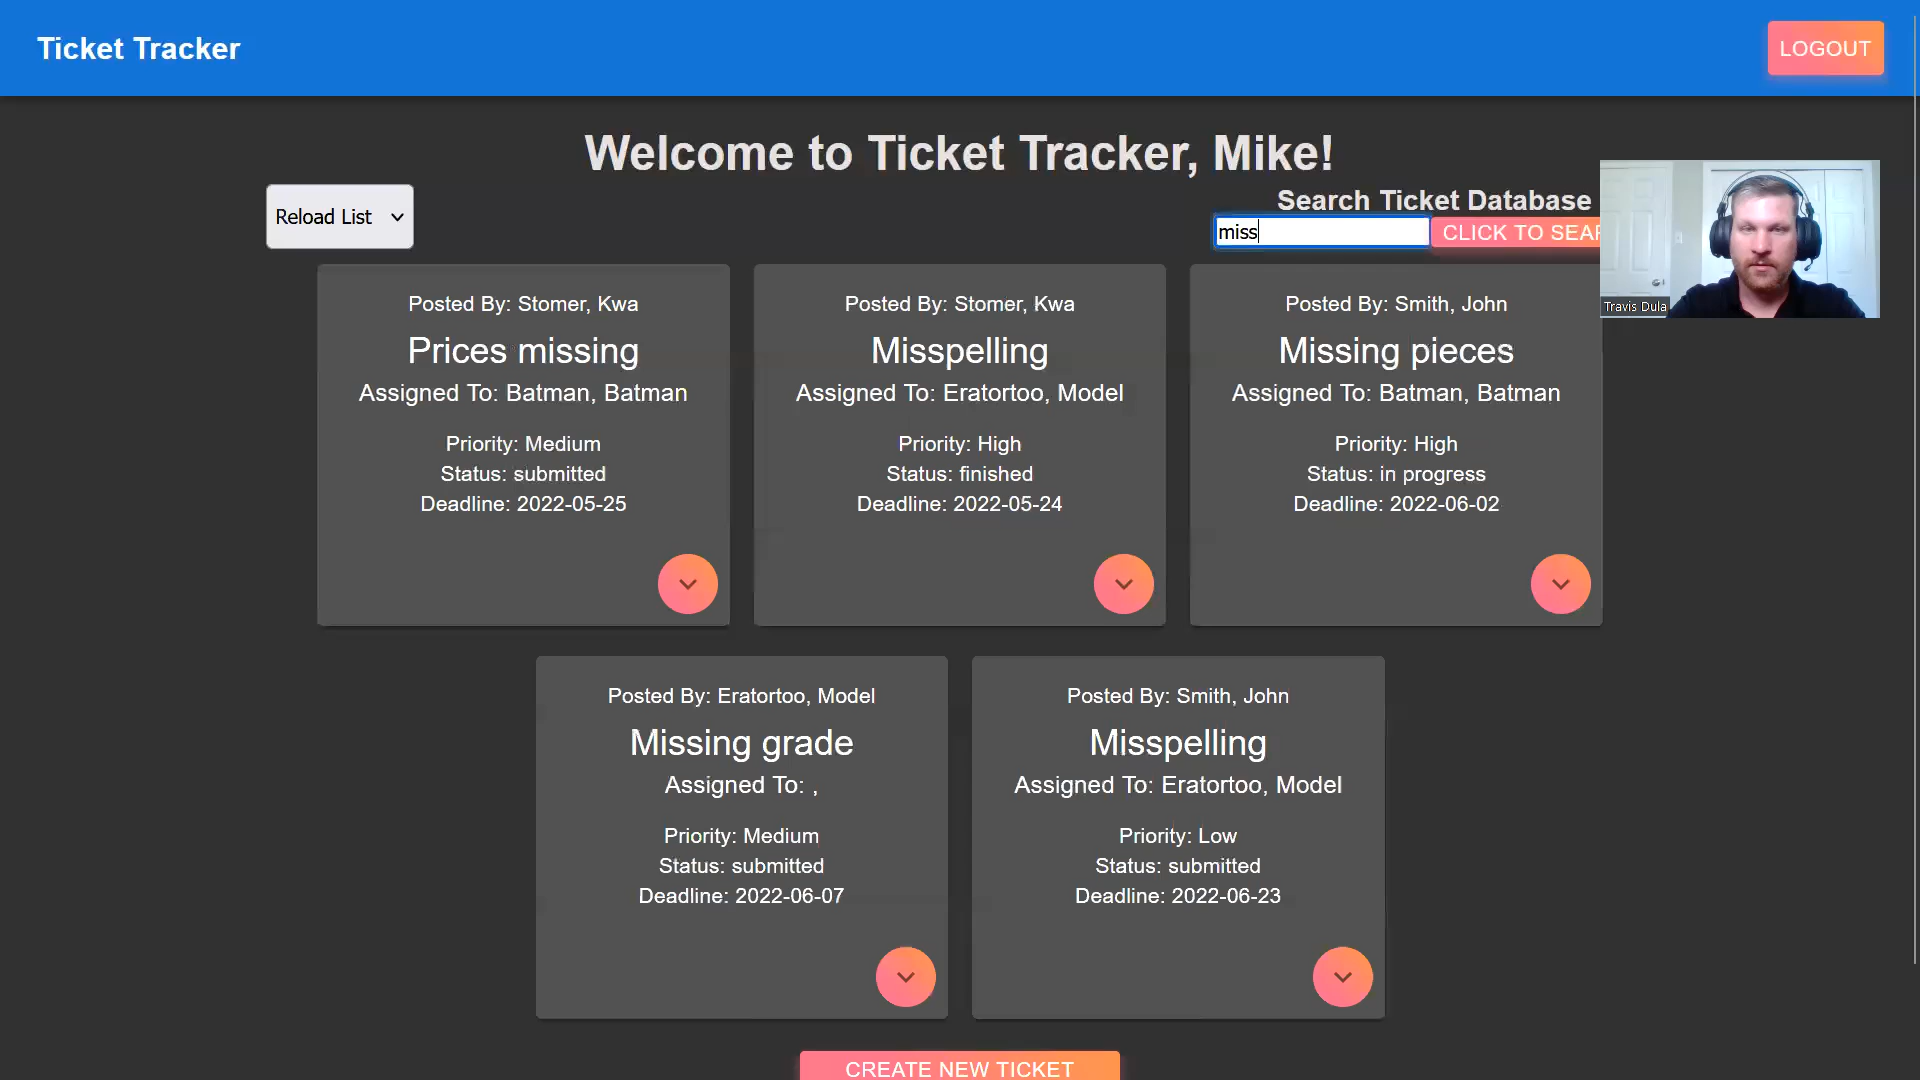 Ticket Tracker
LOGOUT
Welcome to Ticket Tracker, Mike!
Reload List
Search Ticket Database
miss
CLICK TO SEAR
Travis Dula
Posted By: Stomer, Kwa
Prices missing
Assigned To: Batman, Batman
Priority: Medium
Status: submitted
Deadline: 2022-05-25
Posted By: Stomer, Kwa
Misspelling
Assigned To: Eratortoo, Model
Priority: High
Status: finished
Deadline: 2022-05-24
Posted By: Smith, John
Missing pieces
Assigned To: Batman, Batman
Priority: High
Status: in progress
Deadline: 2022-06-02
Posted By: Eratortoo, Model
Missing grade
Assigned To: ,
Priority: Medium
Status: submitted
Deadline: 2022-06-07
Posted By: Smith, John
Misspelling
Assigned To: Eratortoo, Model
Priority: Low
Status: submitted
Deadline: 2022-06-23
CREATE NEW TICKET